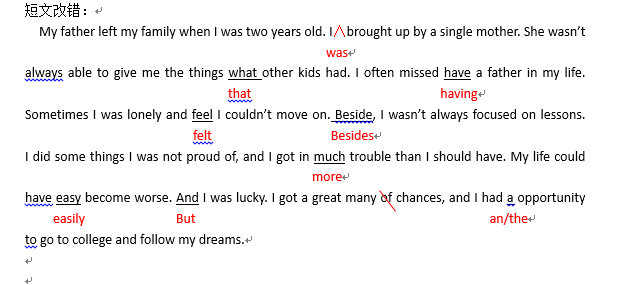 短文改错：
My father left my family when I was two years old. I∧brought up by a single mother. She wasn't
was
always able to give me the things what other kids had. I often missed have a father in my life.
that having
Sometimes I was lonely and feel I couldn't move on. Beside, I wasn't always focused on lessons.
felt Besides
I did some things I was not proud of, and I got in much trouble than I should have. My life could
more
have easy become worse. And I was lucky. I got a great many of chances, and I had a opportunity
easily But an/the
to go to college and follow my dreams.